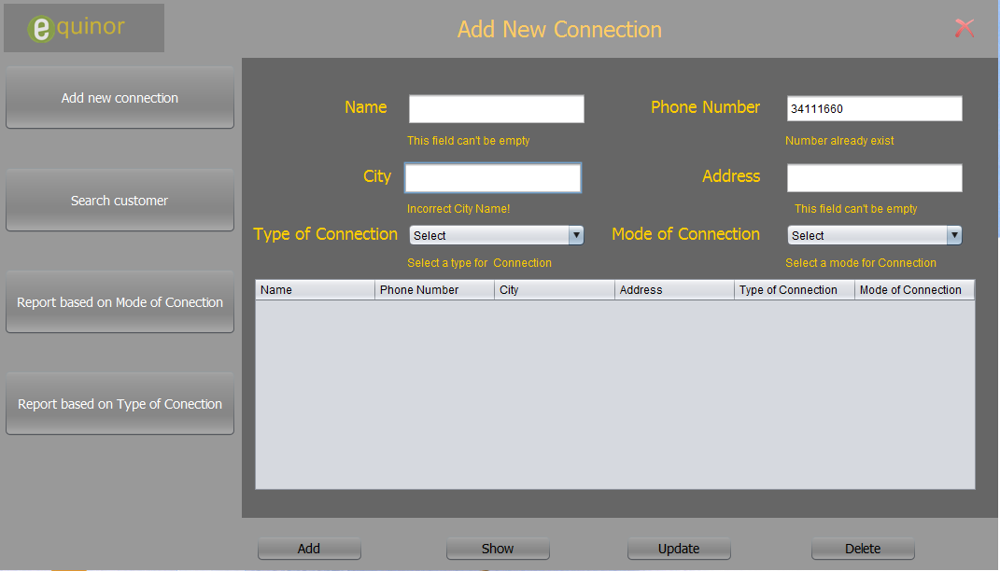 equinor
Add New Connection
Add new connection
Search customer
Report based on Mode of Conection
Report based on Type of Conection
Name
This field can't be empty
Phone Number
34111660
Number already exist
City
Incorrect City Name!
Address
This field can't be empty
Type of Connection
Select
Select a type for Connection
Mode of Connection
Select
Select a mode for Connection
Name Phone Number City Address Type of Connection Mode of Connection
Add Show Update Delete